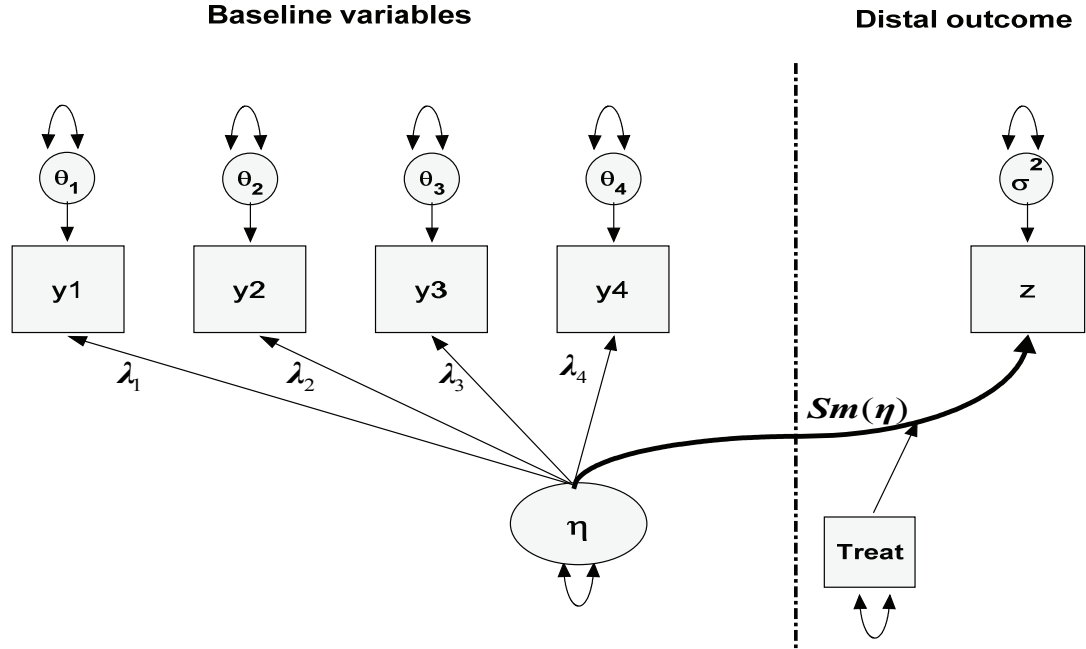 Baseline variables
Distal outcome
θ1 θ2 θ3 θ4 σ2
y1 y2 y3 y4 z
λ1 λ2 λ3 λ4
Sm(η)
η
Treat